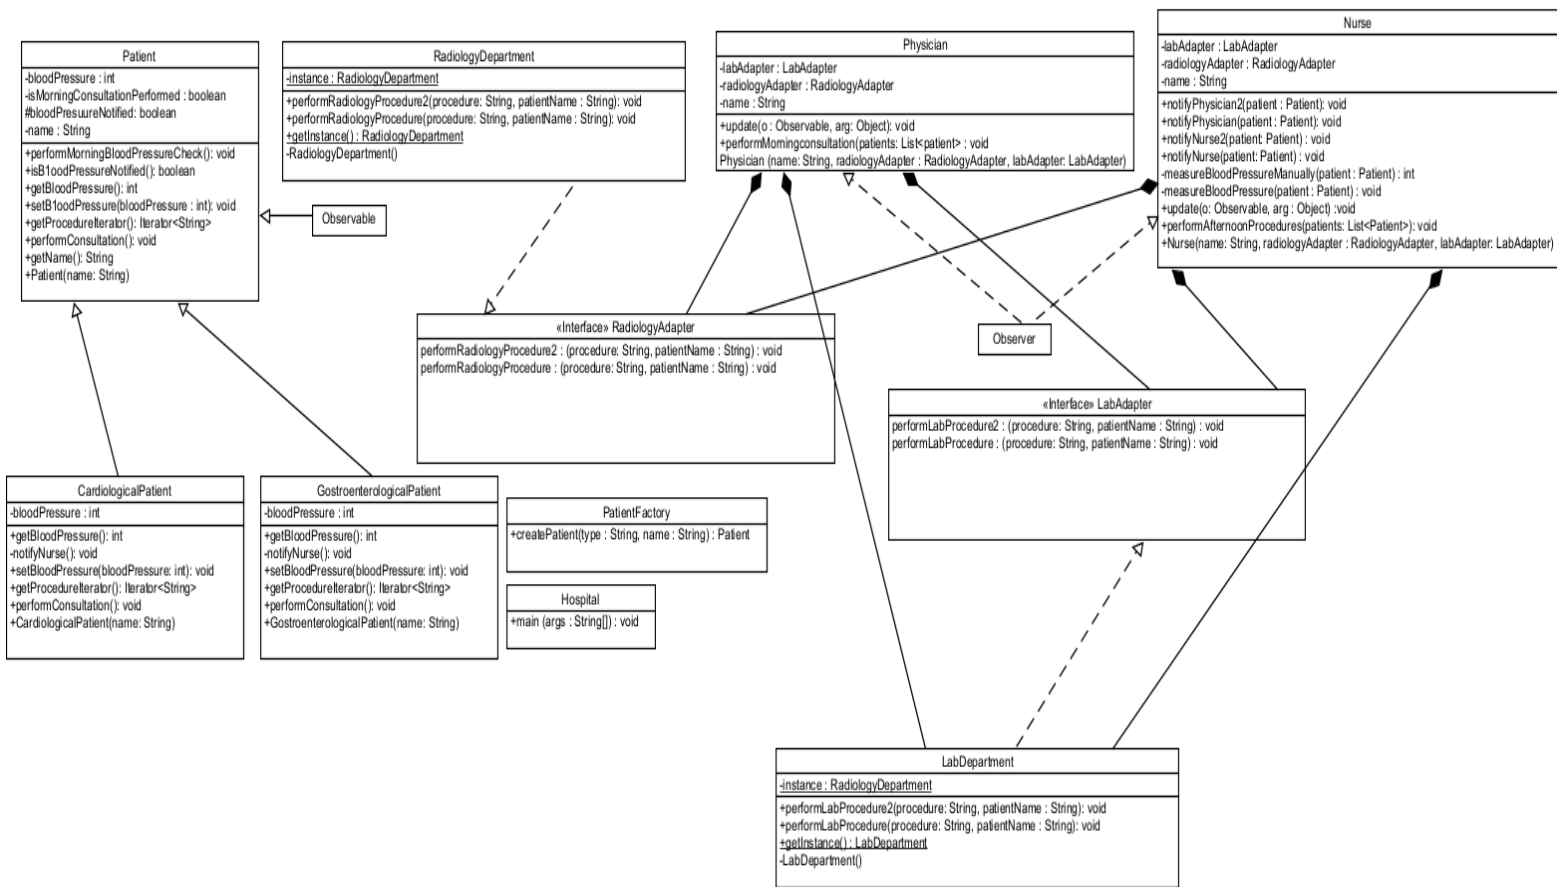 Patient
-bloodPressure : int
-isMorningConsultationPerformed : boolean
#bloodPresuureNotified: boolean
-name : String
+performMorningBloodPressureCheck(): void
+isB1oodPressureNotified(): boolean
+getBloodPressure(): int
+setB1oodPressure(bloodPressure : int): void
+getProcedureIterator(): Iterator<String>
+performConsultation(): void
+getName(): String
+Patient(name: String)
Observable
RadiologyDepartment
-instance : RadiologyDepartment
+performRadiologyProcedure2(procedure: String, patientName : String): void
+performRadiologyProcedure(procedure: String, patientName : String): void
+getInstance() : RadiologyDepartment
-RadiologyDepartment()
Physician
-labAdapter : LabAdapter
-radiologyAdapter : RadiologyAdapter
-name : String
+update(o : Observable, arg: Object): void
+performMorningconsultation(patients: List<patient> : void
Physician (name: String, radiologyAdapter : RadiologyAdapter, labAdapter: LabAdapter)
Nurse
-labAdapter : LabAdapter
-radiologyAdapter : RadiologyAdapter
-name : String
+notifyPhysician2(patient : Patient): void
+notifyPhysician(patient : Patient): void
+notifyNurse2(patient: Patient) : void
+notifyNurse(patient: Patient) : void
-measureBloodPressureManually(patient : Patient) : int
-measureBloodPressure(patient : Patient) : void
+update(o: Observable, arg : Object) :void
+performAfternoonProcedures(patients: List<Patient>): void
+Nurse(name: String, radiologyAdapter : RadiologyAdapter, labAdapter: LabAdapter)
«Interface» RadiologyAdapter
performRadiologyProcedure2 : (procedure: String, patientName : String) : void
performRadiologyProcedure : (procedure: String, patientName : String) : void
Observer
«Interface» LabAdapter
performLabProcedure2 : (procedure: String, patientName : String) : void
performLabProcedure : (procedure: String, patientName : String) : void
CardiologicalPatient
-bloodPressure : int
+getBloodPressure(): int
-notifyNurse(): void
+setBloodPressure(bloodPressure: int): void
+getProcedureIterator(): Iterator<String>
+performConsultation(): void
+CardiologicalPatient(name: String)
GostroenterologicalPatient
-bloodPressure : int
+getBloodPressure(): int
-notifyNurse(): void
+setBloodPressure(bloodPressure: int): void
+getProcedureIterator(): Iterator<String>
+performConsultation(): void
+GostroenterologicalPatient(name: String)
PatientFactory
+createPatient(type : String, name : String) : Patient
Hospital
+main (args : String[]) : void
LabDepartment
-instance : RadiologyDepartment
+performLabProcedure2(procedure: String, patientName : String): void
+performLabProcedure(procedure: String, patientName : String): void
+getInstance() : LabDepartment
-LabDepartment()